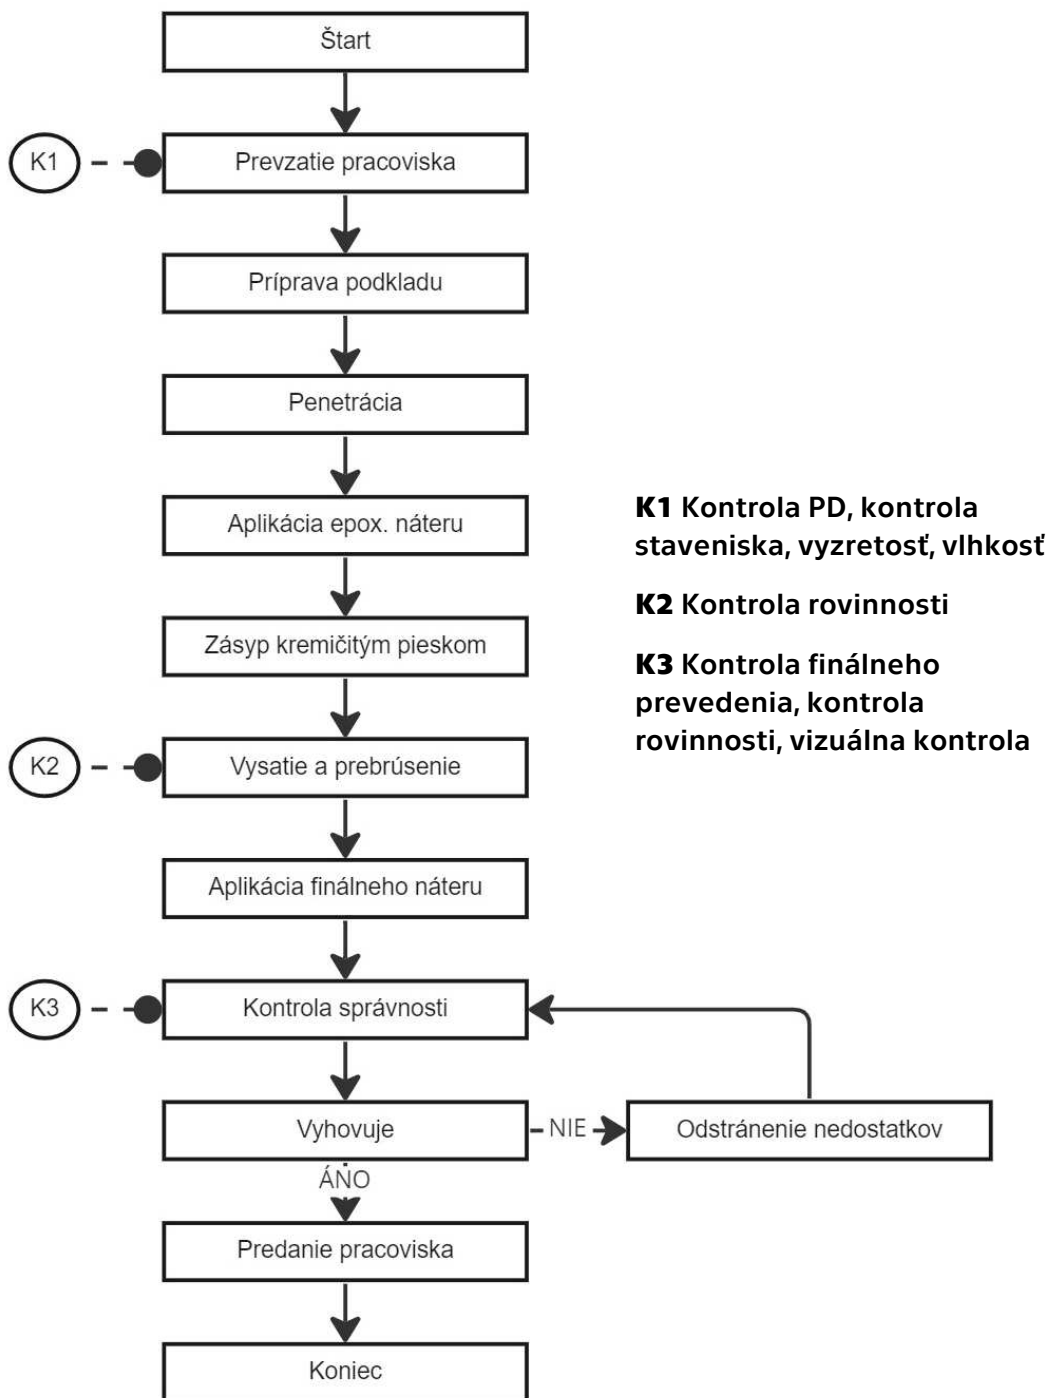 Štart
K1
Prevzatie pracoviska
Príprava podkladu
Penetrácia
Aplikácia epox. náteru
Zásyp kremičitým pieskom
K2
Vysatie a prebrúsenie
Aplikácia finálneho náteru
K3
Kontrola správnosti
Vyhovuje
NIE
Odstránenie nedostatkov
ÁNO
Predanie pracoviska
Koniec
K1 Kontrola PD, kontrola
staveniska, vyzretosť, vlhkosť
K2 Kontrola rovinnosti
K3 Kontrola finálneho
prevedenia, kontrola
rovinnosti, vizuálna kontrola